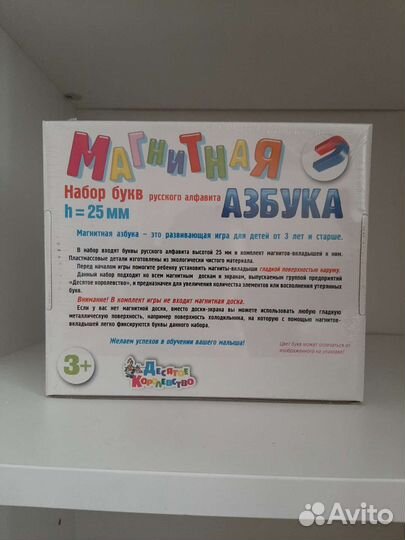 МАГНИТНАЯ
Набор букв русского алфавита АЗБУКА
h = 25 мм
Магнитная азбука – это развивающая игра для детей от 3 лет и старше.
В набор входят буквы русского алфавита высотой 25 мм и комплект магнитов-вкладышей к ним.
Пластмассовые детали изготовлены из экологически чистого материала.
Перед началом игры помогите ребенку установить магниты-вкладыши гладкой поверхностью наружу.
Данный набор подходит ко всем магнитным доскам и экранам, выпускаемым группой предприятий
«Десятое королевство», и предназначен для увеличения количества элементов или восполнения утерянных
букв.
Внимание! В комплект игры не входит магнитная доска.
Если у вас нет магнитной доски, вместо доски-экрана вы можете использовать любую гладкую
металлическую поверхность, например поверхность холодильника, на которую с помощью магнитов-
вкладышей легко фиксируются буквы данного набора.
Желаем успехов в обучении вашего малыша!
Цвет букв может отличаться от
изображенного на упаковке!
3+
ДЕСЯТОЕ
КОРОЛЕВСТВО
Avito